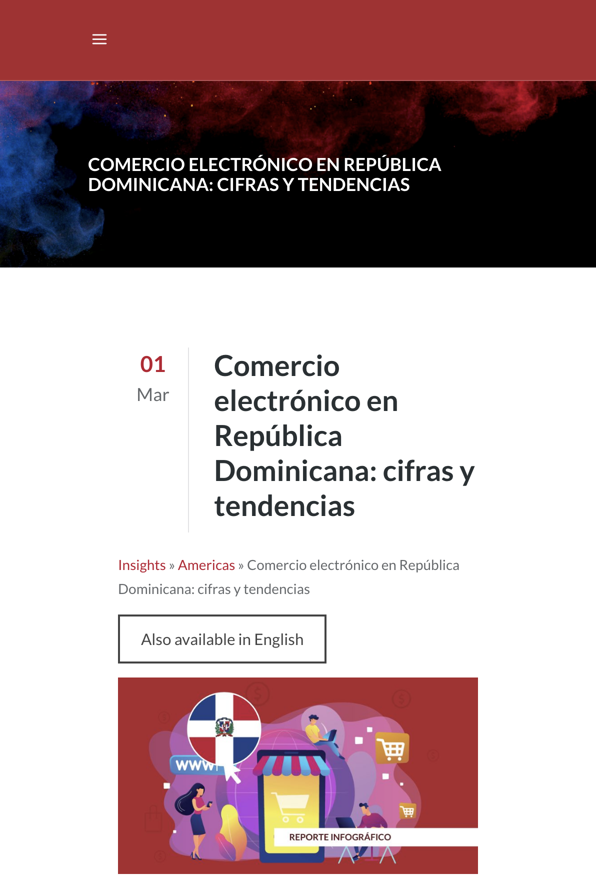 COMERCIO ELECTRÓNICO EN REPÚBLICA
DOMINICANA: CIFRAS Y TENDENCIAS
01
Mar
Comercio
electrónico en
República
Dominicana: cifras y
tendencias
Insights » Americas » Comercio electrónico en República
Dominicana: cifras y tendencias
Also available in English
WWW
REPORTE INFOGRÁFICO